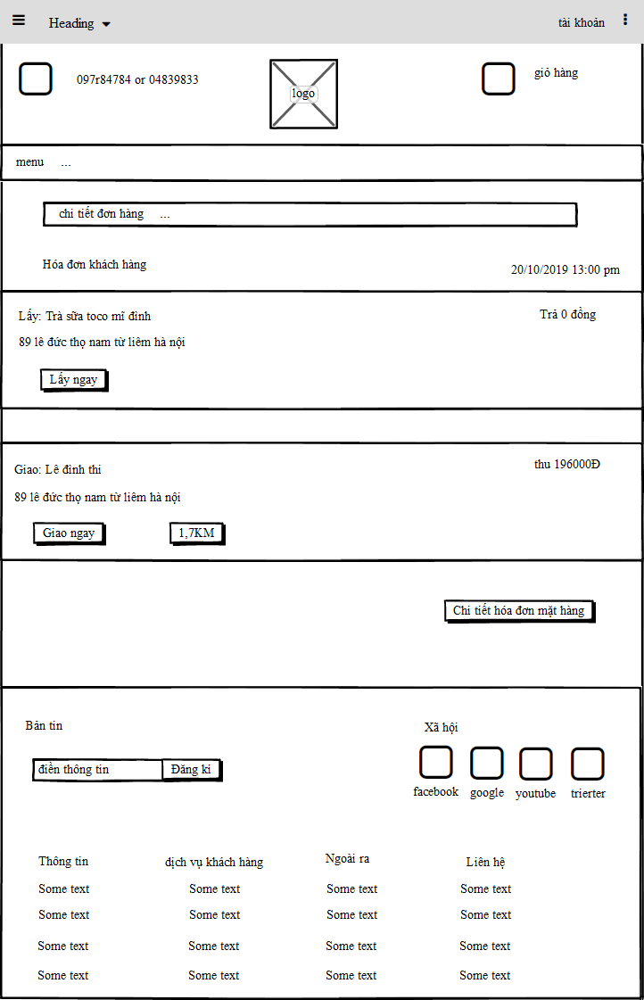 Heading
tài khoản
097r84784 or 04839833
logo
giỏ hàng
menu ...
chi tiết đơn hàng ...
Hóa đơn khách hàng
20/10/2019 13:00 pm
Lấy: Trà sữa toco mĩ đình
Trả 0 đồng
89 lê đức thọ nam từ liêm hà nội
Lấy ngay
Giao: Lê đình thi
thu 196000Đ
89 lê đức thọ nam từ liêm hà nội
Giao ngay
1,7KM
Chi tiết hóa đơn mặt hàng
Bản tin
Xã hội
điền thông tin
Đăng kí
facebook google youtube trierter
Thông tin dịch vụ khách hàng Ngoài ra Liên hệ
Some text Some text Some text Some text
Some text Some text Some text Some text
Some text Some text Some text Some text
Some text Some text Some text Some text